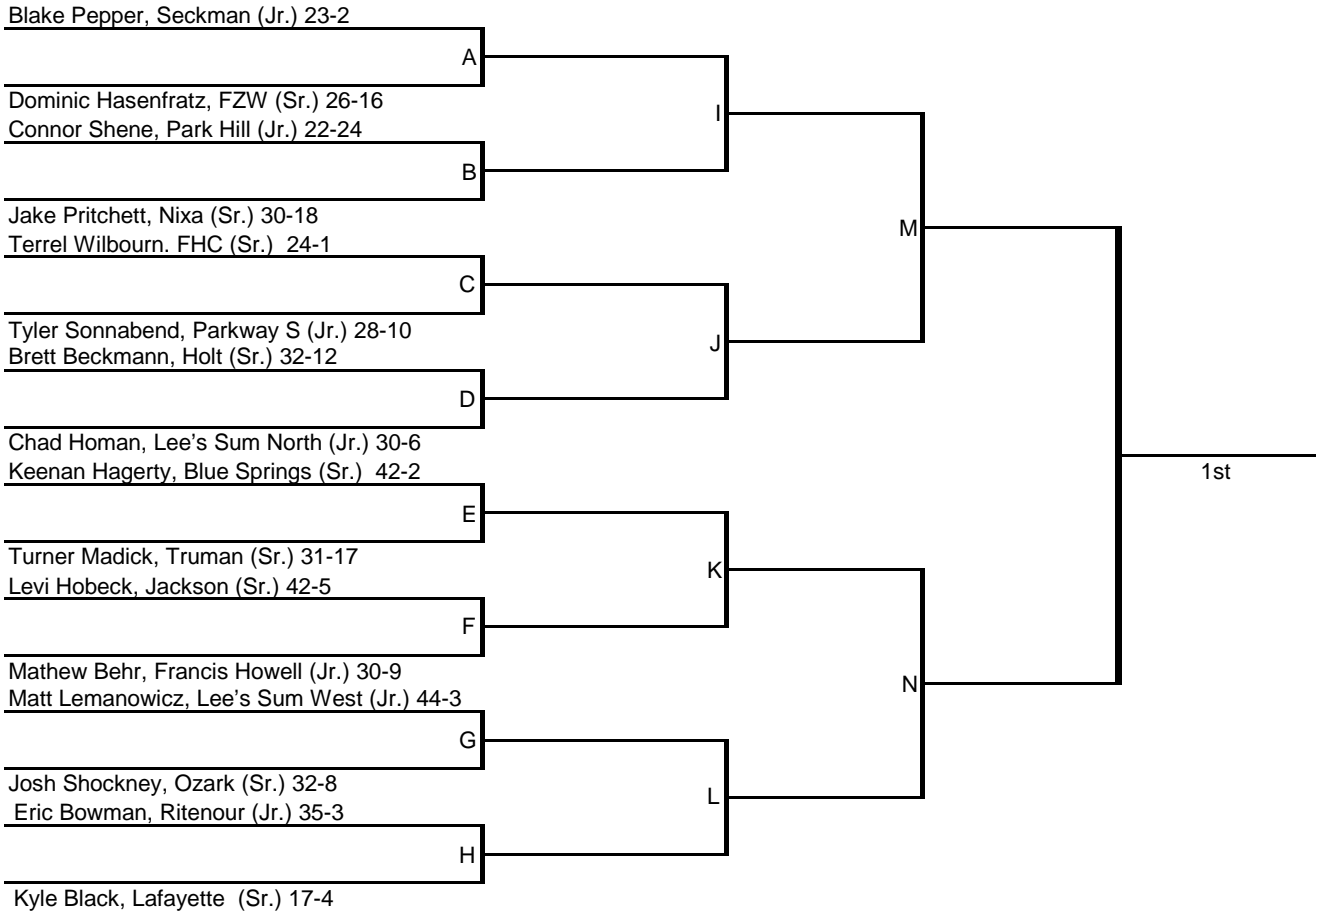 Blake Pepper, Seckman (Jr.) 23-2
A
Dominic Hasenfratz, FZW (Sr.) 26-16
I
Connor Shene, Park Hill (Jr.) 22-24
B
Jake Pritchett, Nixa (Sr.) 30-18
M
Terrel Wilbourn. FHC (Sr.)  24-1
C
Tyler Sonnabend, Parkway S (Jr.) 28-10
J
Brett Beckmann, Holt (Sr.) 32-12
D
Chad Homan, Lee’s Sum North (Jr.) 30-6
Keenan Hagerty, Blue Springs (Sr.)  42-2
1st
E
Turner Madick, Truman (Sr.) 31-17
K
Levi Hobeck, Jackson (Sr.) 42-5
F
Mathew Behr, Francis Howell (Jr.) 30-9
N
Matt Lemanowicz, Lee’s Sum West (Jr.) 44-3
G
Josh Shockney, Ozark (Sr.) 32-8
L
Eric Bowman, Ritenour (Jr.) 35-3
H
Kyle Black, Lafayette  (Sr.) 17-4